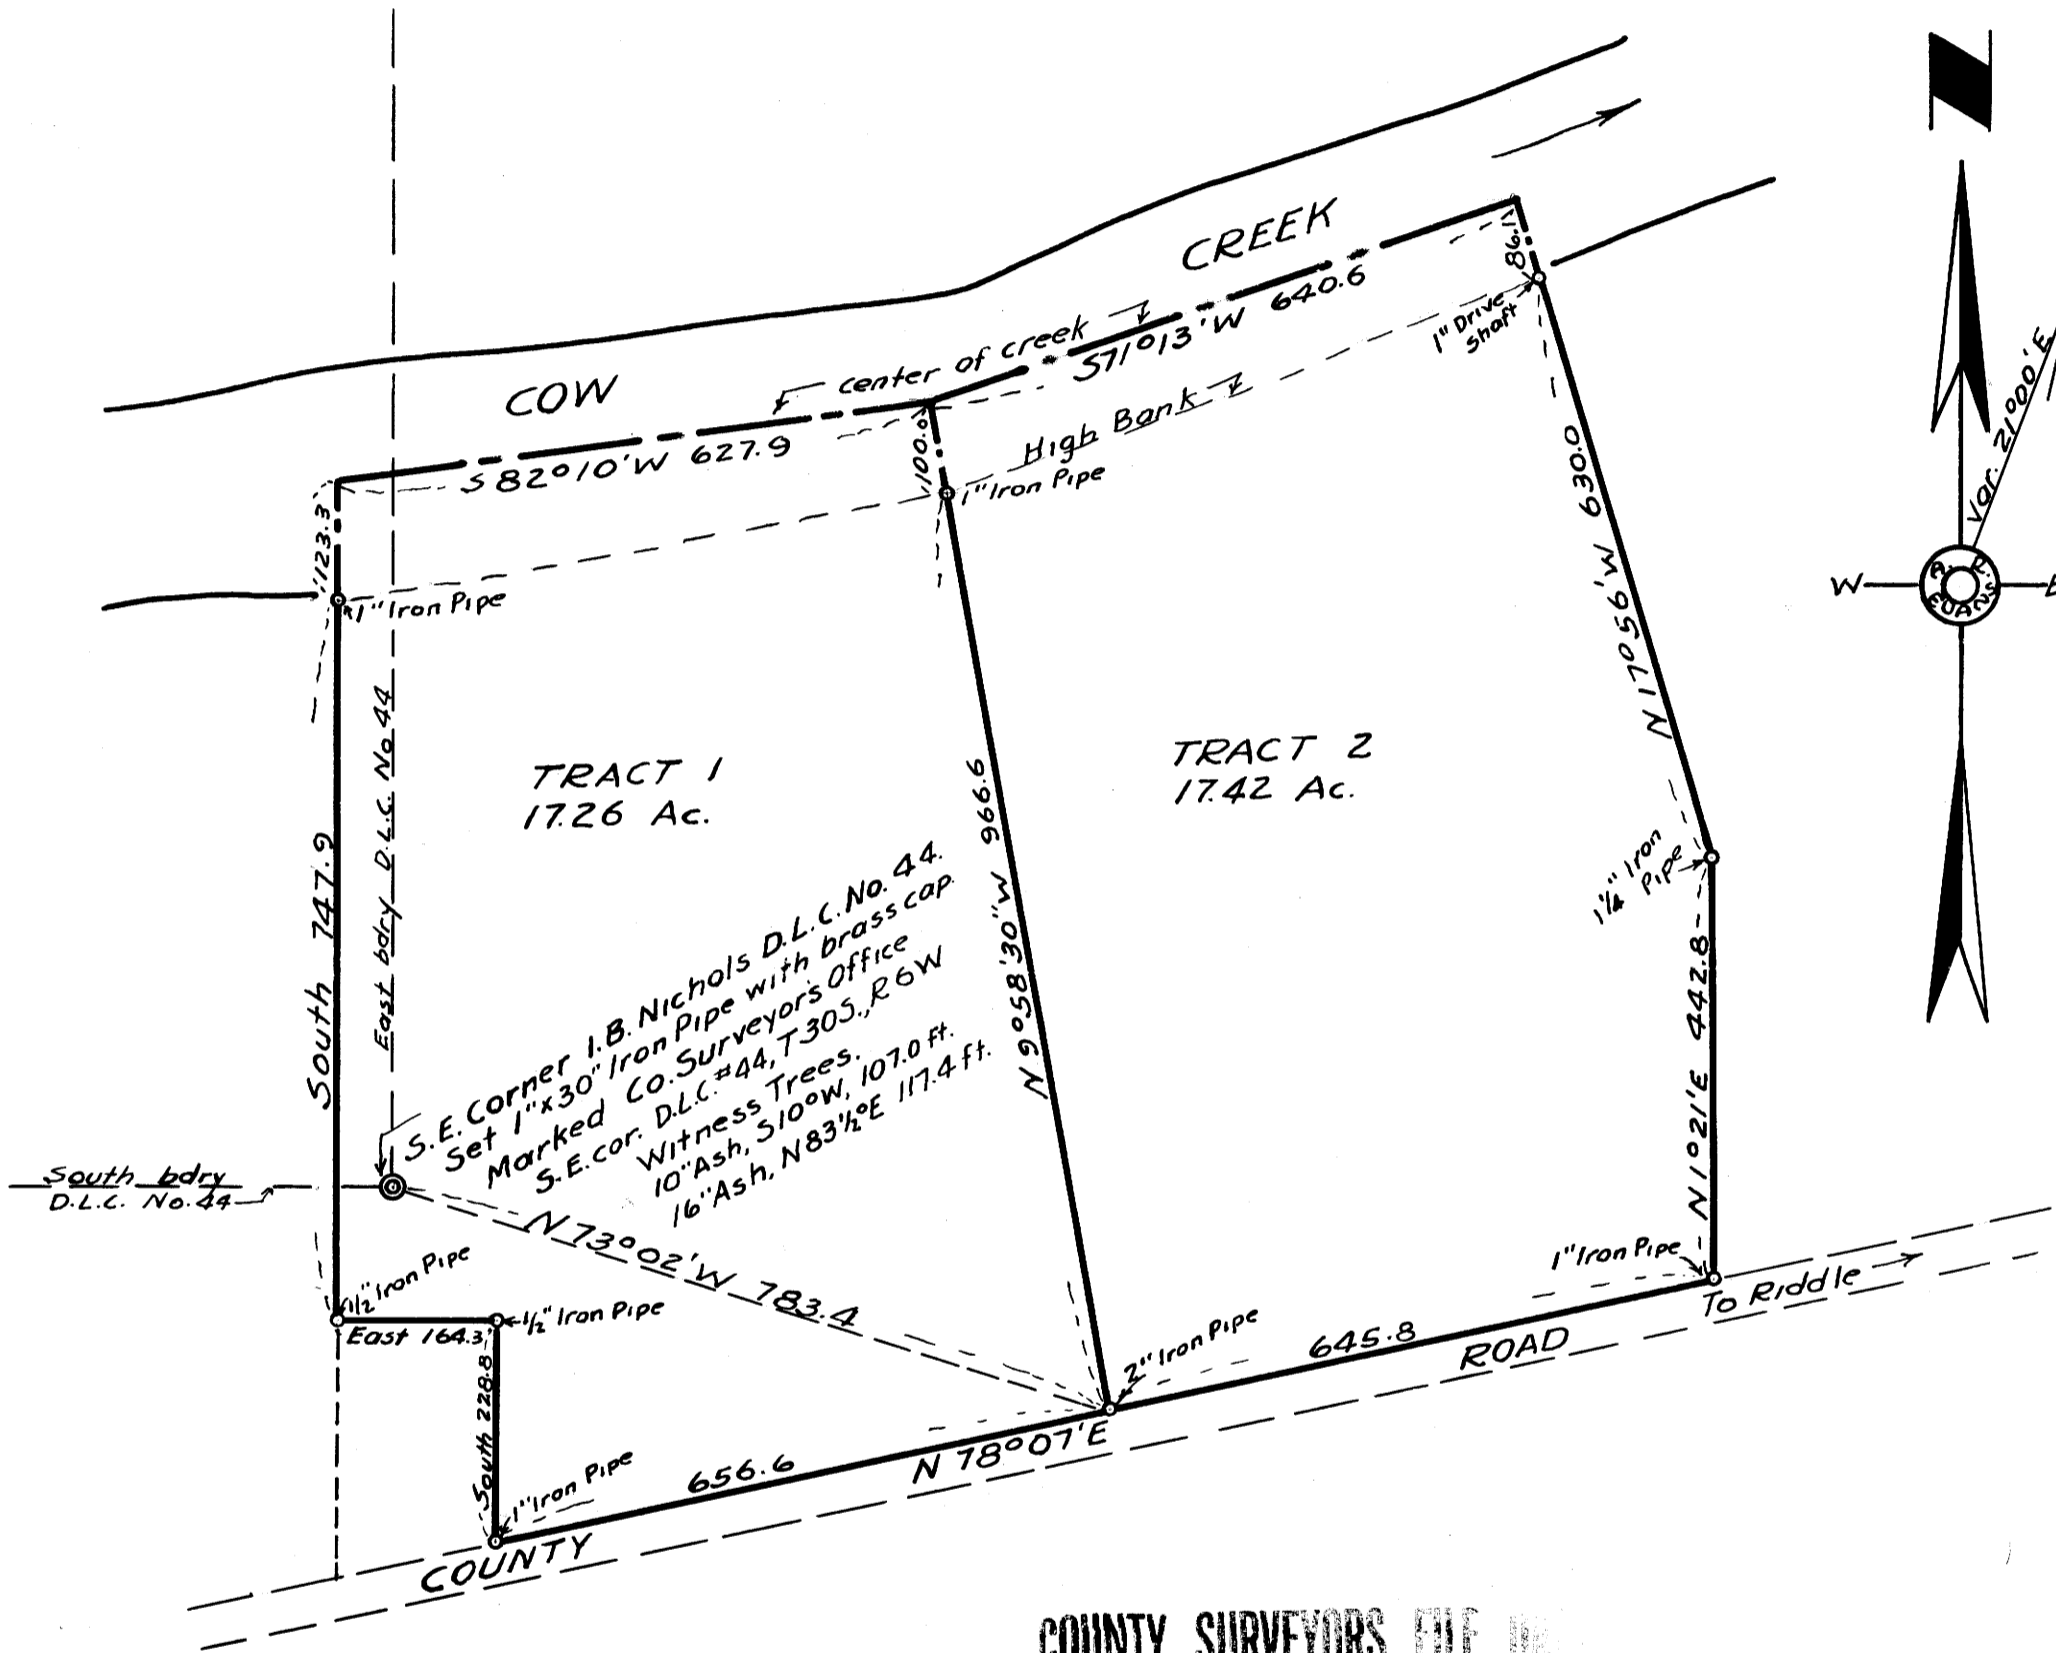 N
CREEK
86.1
COW
center of creek
S71°13'W 640.6
1" Drive
shaft
var. 21°00'E
S82°10'W 627.9
100.0
High Bank
1" Iron Pipe
123.3
1" Iron Pipe
N17°56'W 630.0
W
E
A. R.
EVANS
East bdry D.L.C. No 44
TRACT 1
17.26 Ac.
TRACT 2
17.42 Ac.
South 747.9
N9°58'30"W 966.6
1¼" Iron
Pipe
N1°21'E 442.8
S.E. Corner I.B. Nichols D.L.C. No. 44.
Set 1"x30" Iron Pipe with brass cap.
Marked Co. Surveyor's Office
S.E. cor. D.L.C. #44, T30S., R6W
Witness Trees.
10" Ash, S10°W, 107.0 ft.
16" Ash, N83½°E 117.4 ft.
South bdry
D.L.C. No. 44
N73°02'W 783.4
1/2" Iron Pipe
1/2" Iron Pipe
East 164.3'
South 228.8
1" Iron Pipe
2" Iron Pipe
1" Iron Pipe
To Riddle
645.8
ROAD
656.6
N78°07'E
COUNTY
COUNTY SURVEYORS FILE